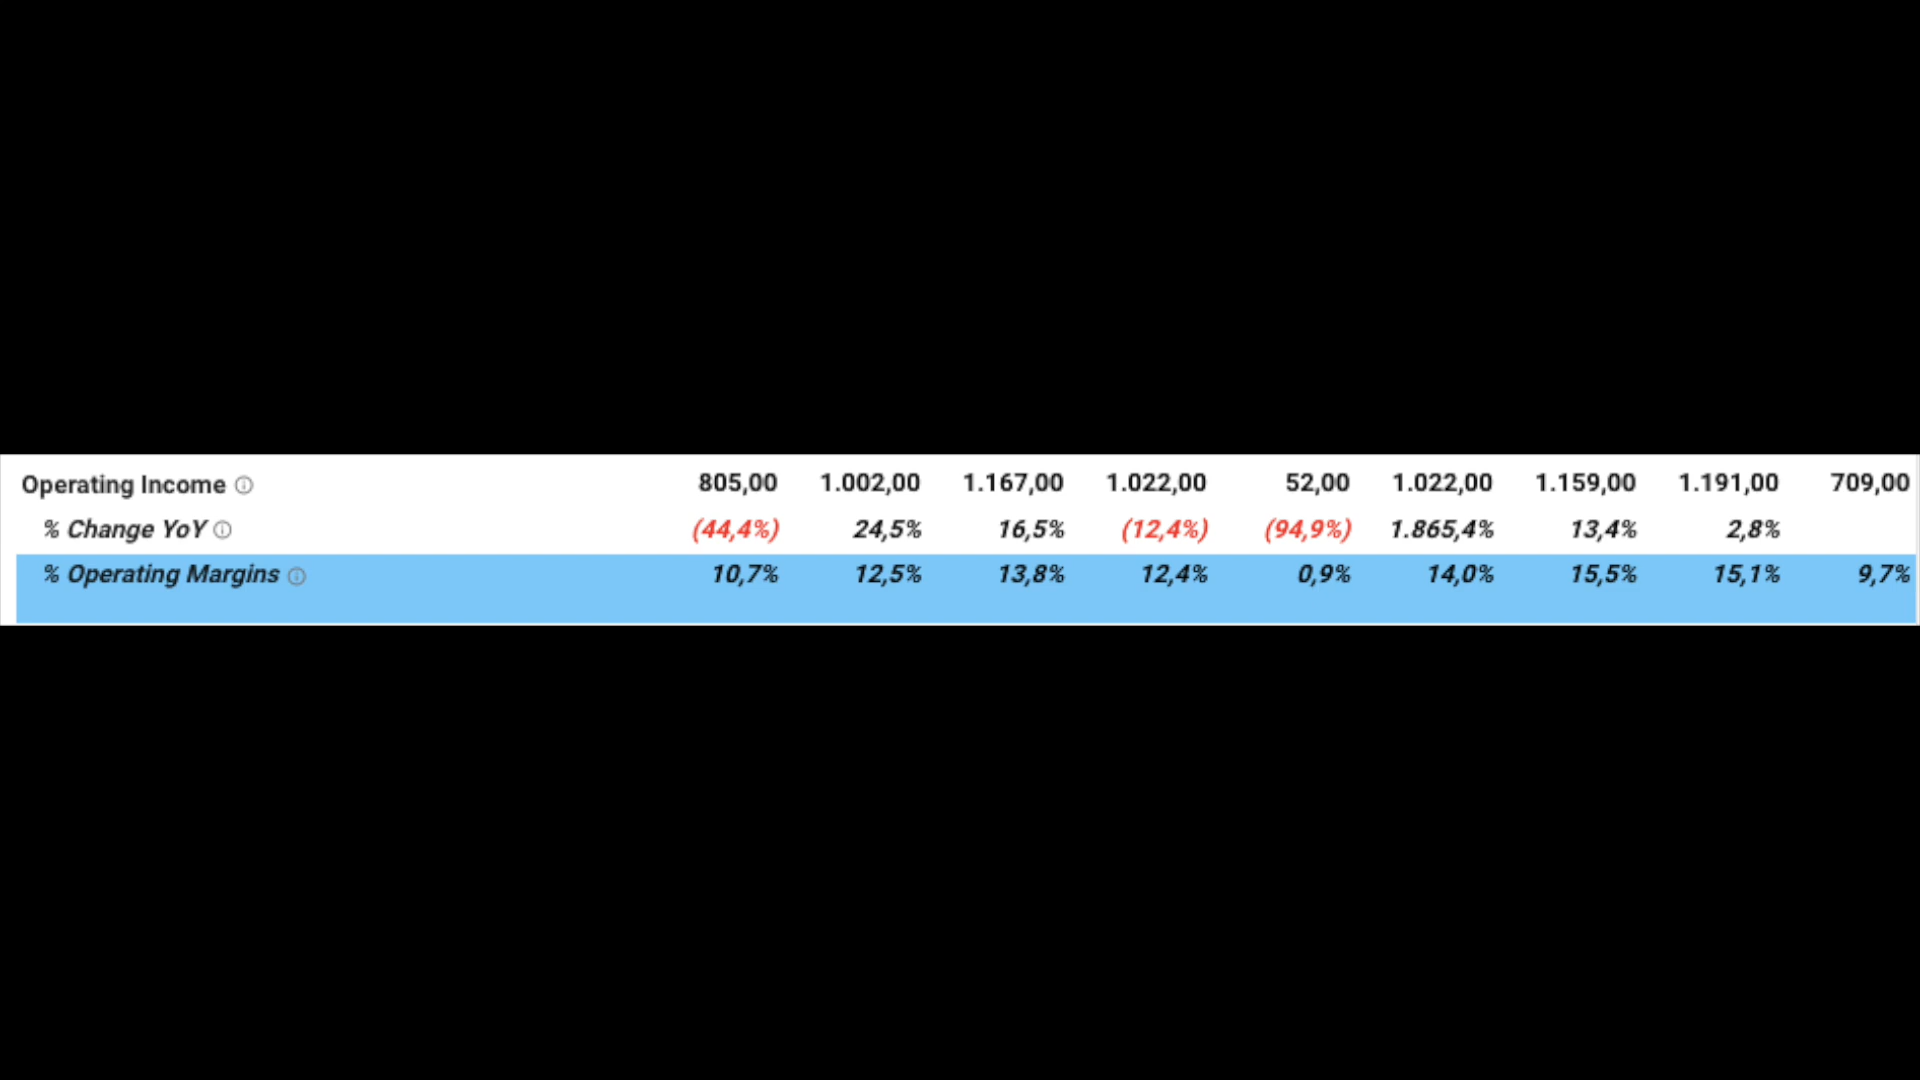 Operating Income 805,00 1.002,00 1.167,00 1.022,00 52,00 1.022,00 1.159,00 1.191,00 709,00
% Change YoY (44,4%) 24,5% 16,5% (12,4%) (94,9%) 1.865,4% 13,4% 2,8%
% Operating Margins 10,7% 12,5% 13,8% 12,4% 0,9% 14,0% 15,5% 15,1% 9,7%